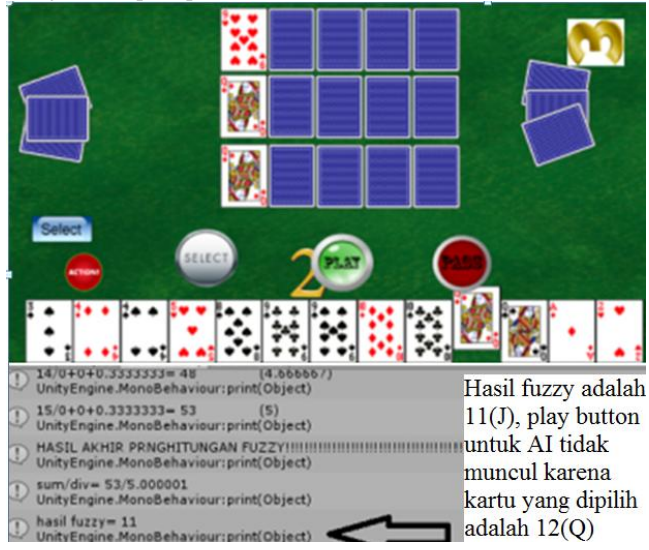 3
Select
ACTION!
SELECT
2
PLAY
14/0+0+0.3333333= 48 (4.666667)
UnityEngine.MonoBehaviour:print(Object)
15/0+0+0.3333333= 53 (5)
UnityEngine.MonoBehaviour:print(Object)
HASIL AKHIR PRNGHITUNGAN FUZZY!!!!!!!!!!!!!!!!!!!!!!!!!!!!!!!!!!!
UnityEngine.MonoBehaviour:print(Object)
sum/div= 53/5.000001
UnityEngine.MonoBehaviour:print(Object)
hasil fuzzy= 11
UnityEngine.MonoBehaviour:print(Object)
Hasil fuzzy adalah
11(J), play button
untuk AI tidak
muncul karena
kartu yang dipilih
adalah 12(Q)